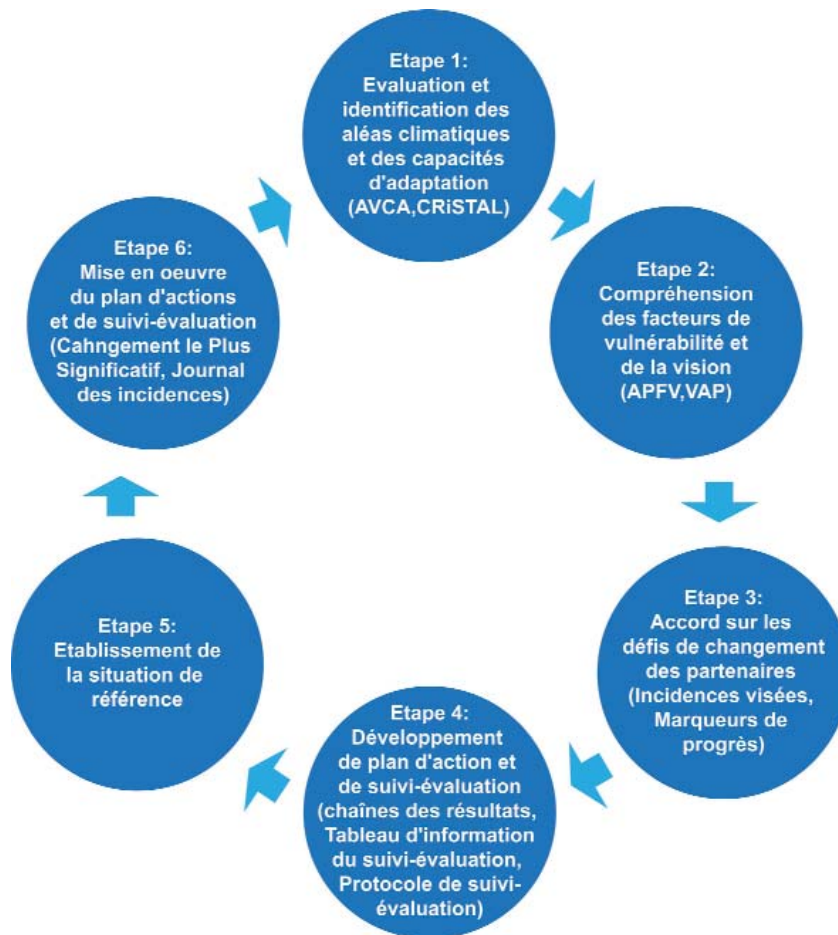 Etape 1:
Evaluation et
identification des
aléas climatiques
et des capacités
d'adaptation
(AVCA,CRiSTAL)
Etape 2:
Compréhension
des facteurs de
vulnérabilité et
de la vision
(APFV,VAP)
Etape 3:
Accord sur les
défis de changement
des partenaires
(Incidences visées,
Marqueurs de
progrès)
Etape 4:
Développement
de plan d'action et
de suivi-évaluation
(chaînes des résultats,
Tableau d'information
du suivi-évaluation,
Protocole de suivi-
évaluation)
Etape 5:
Etablissement de
la situation de
référence
Etape 6:
Mise en oeuvre
du plan d'actions
et de suivi-évaluation
(Cahngement le Plus
Significatif, Journal
des incidences)